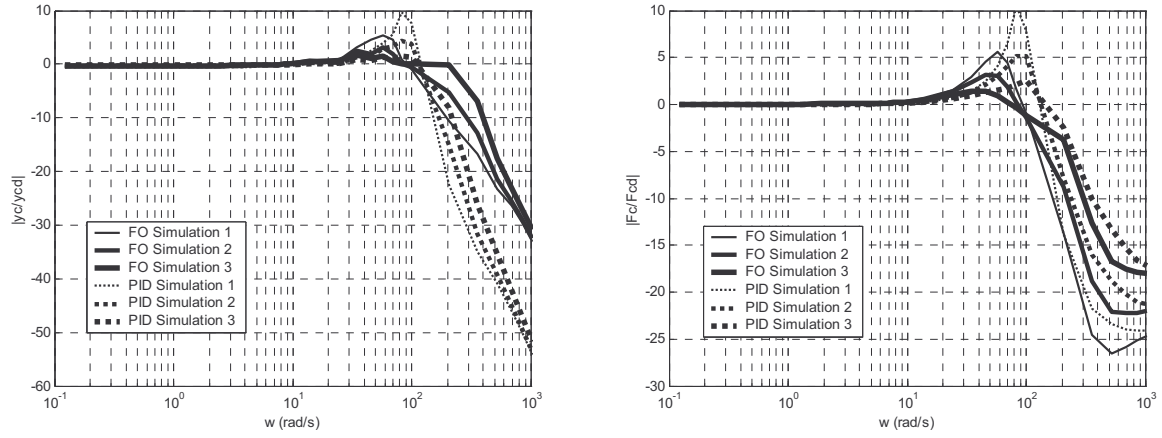 10
0
-10
-20
-30
-40
-50
-60
|yc/ycd|
FO Simulation 1
FO Simulation 2
FO Simulation 3
PID Simulation 1
PID Simulation 2
PID Simulation 3
10^-1 10^0 10^1 10^2 10^3
w (rad/s)
10
5
0
-5
-10
-15
-20
-25
-30
|Fc/Fcd|
FO Simulation 1
FO Simulation 2
FO Simulation 3
PID Simulation 1
PID Simulation 2
PID Simulation 3
10^-1 10^0 10^1 10^2 10^3
w (rad/s)